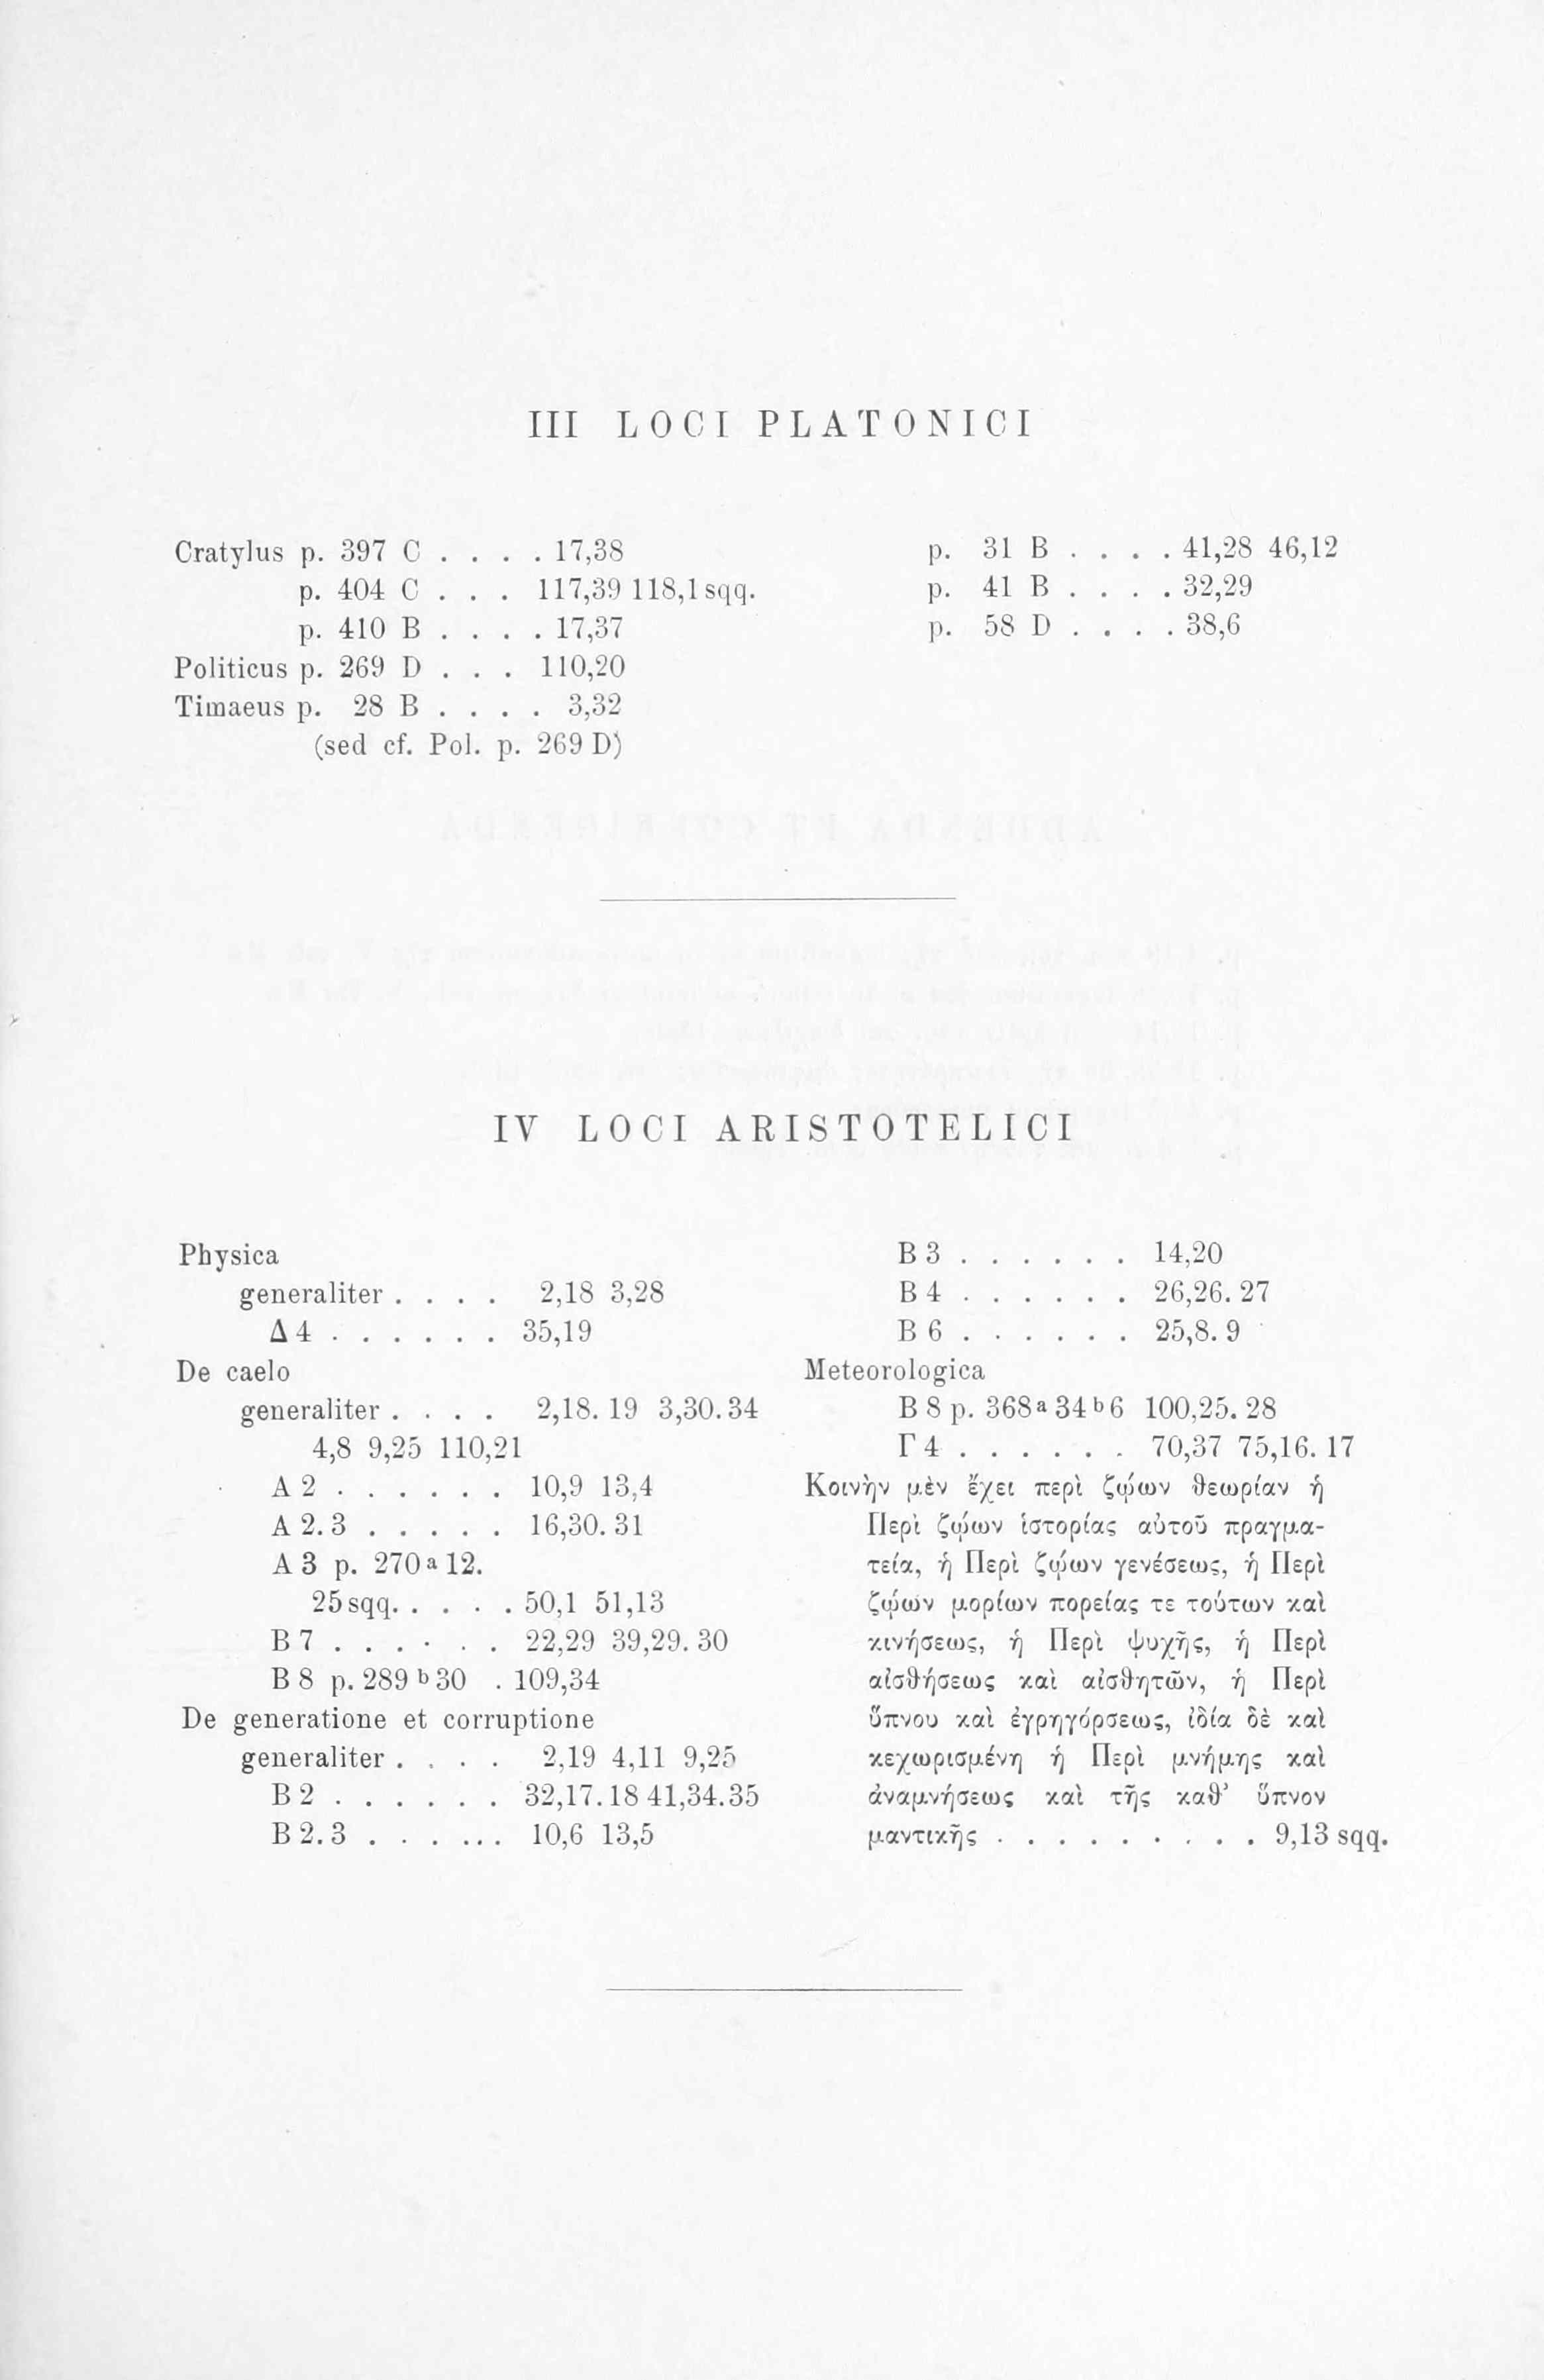 III LOCI PLATONICI
Cratylus p. 397 C . . . . 17,38
p. 404 C . . . 117,39 118,1 sqq.
p. 410 B . . . . 17,37
Politicus p. 269 D . . . 110,20
Timaeus p. 28 B . . . . 3,32
(sed cf. Pol. p. 269 D)
p. 31 B . . . . 41,28 46,12
p. 41 B . . . . 32,29
p. 58 D . . . . 38,6
IV LOCI ARISTOTELICI
Physica
generaliter . . . . 2,18 3,28
Δ 4 . . . . . . 35,19
De caelo
generaliter . . . . 2,18. 19 3,30. 34
4,8 9,25 110,21
A 2 . . . . . . 10,9 13,4
A 2. 3 . . . . . 16,30. 31
A 3 p. 270 a 12.
25 sqq. . . . . 50,1 51,13
B 7 . . . . . . 22,29 39,29. 30
B 8 p. 289 b 30 . 109,34
De generatione et corruptione
generaliter . . . . 2,19 4,11 9,25
B 2 . . . . . . 32,17. 18 41,34. 35
B 2. 3 . . . . . . 10,6 13,5
B 3 . . . . . . 14,20
B 4 . . . . . . 26,26. 27
B 6 . . . . . . 25,8. 9
Meteorologica
B 8 p. 368 a 34 b 6 100,25. 28
Γ 4 . . . . . . 70,37 75,16. 17
Κοινὴν μὲν ἔχει περὶ ζῴων θεωρίαν ἡ
Περὶ ζῴων ἱστορίας αὐτοῦ πραγμα-
τεία, ἡ Περὶ ζῴων γενέσεως, ἡ Περὶ
ζῴων μορίων πορείας τε τούτων καὶ
κινήσεως, ἡ Περὶ ψυχῆς, ἡ Περὶ
αἰσθήσεως καὶ αἰσθητῶν, ἡ Περὶ
ὕπνου καὶ ἐγρηγόρσεως, ἰδία δὲ καὶ
κεχωρισμένη ἡ Περὶ μνήμης καὶ
ἀναμνήσεως καὶ τῆς καθ’ ὕπνον
μαντικῆς . . . . . . . . . 9,13 sqq.